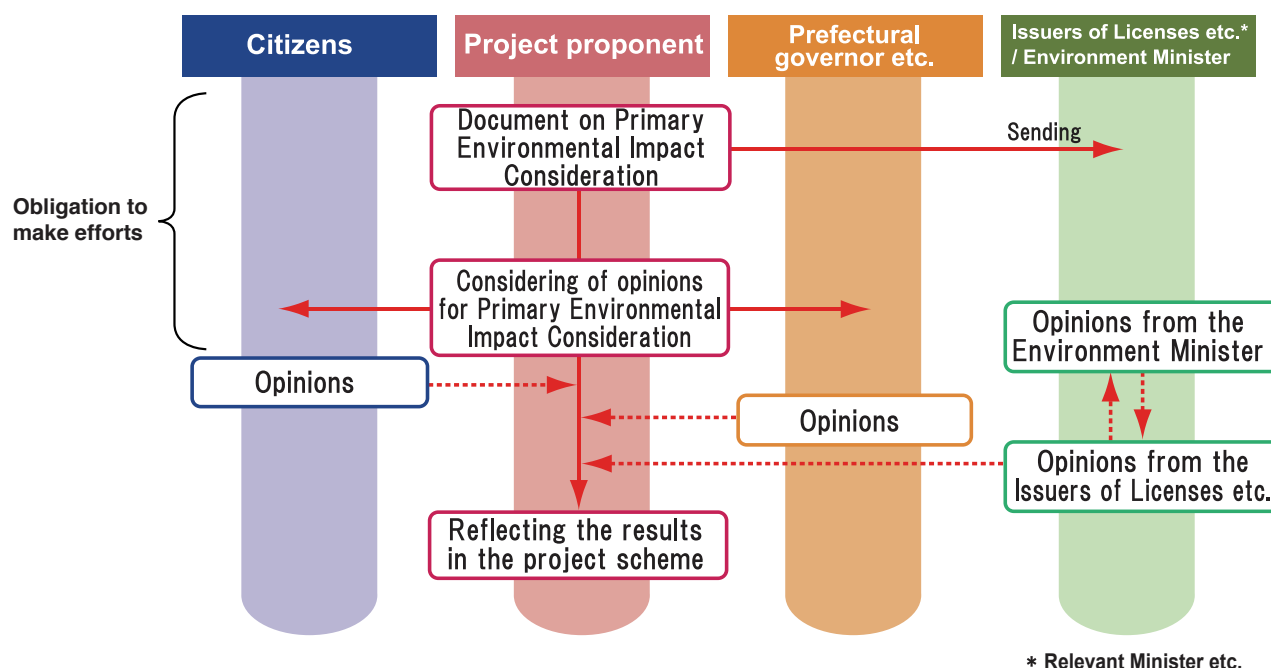 Citizens
Project proponent
Prefectural
governor etc.
Issuers of Licenses etc.*
/ Environment Minister
Document on Primary
Environmental Impact
Consideration
Sending
Obligation to
make efforts
Considering of opinions
for Primary Environmental
Impact Consideration
Opinions from the
Environment Minister
Opinions
Opinions
Opinions from the
Issuers of Licenses etc.
Reflecting the results
in the project scheme
* Relevant Minister etc.